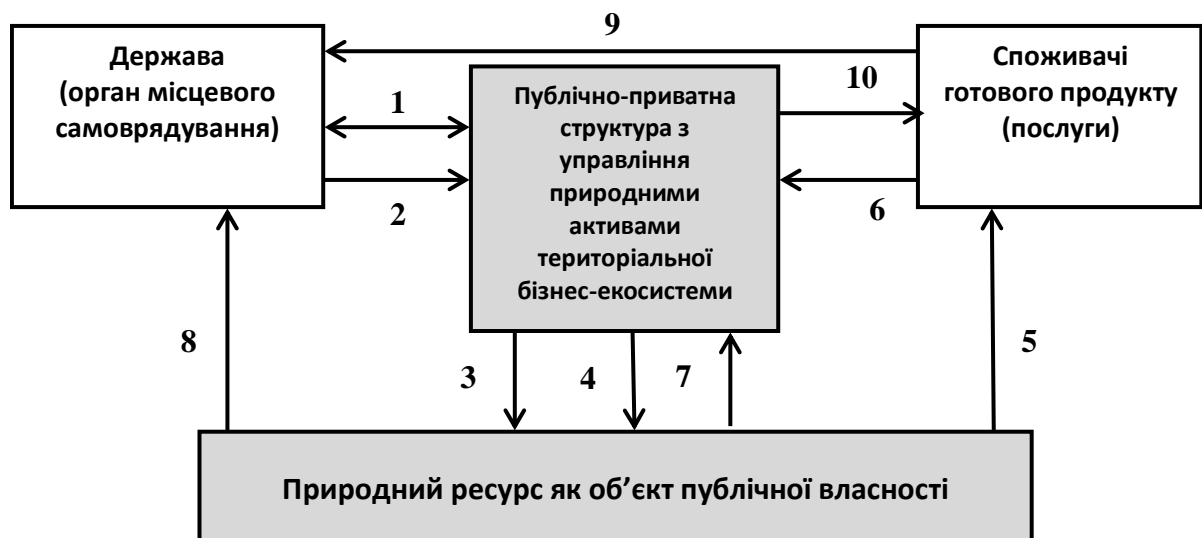 Держава
(орган місцевого
самоврядування)
9
Споживачі
готового продукту
(послуги)
1
2
Публічно-приватна
структура з
управління
природними
активами
територіальної
бізнес-екосистеми
10
6
8
3
4
7
5
Природний ресурс як об’єкт публічної власності